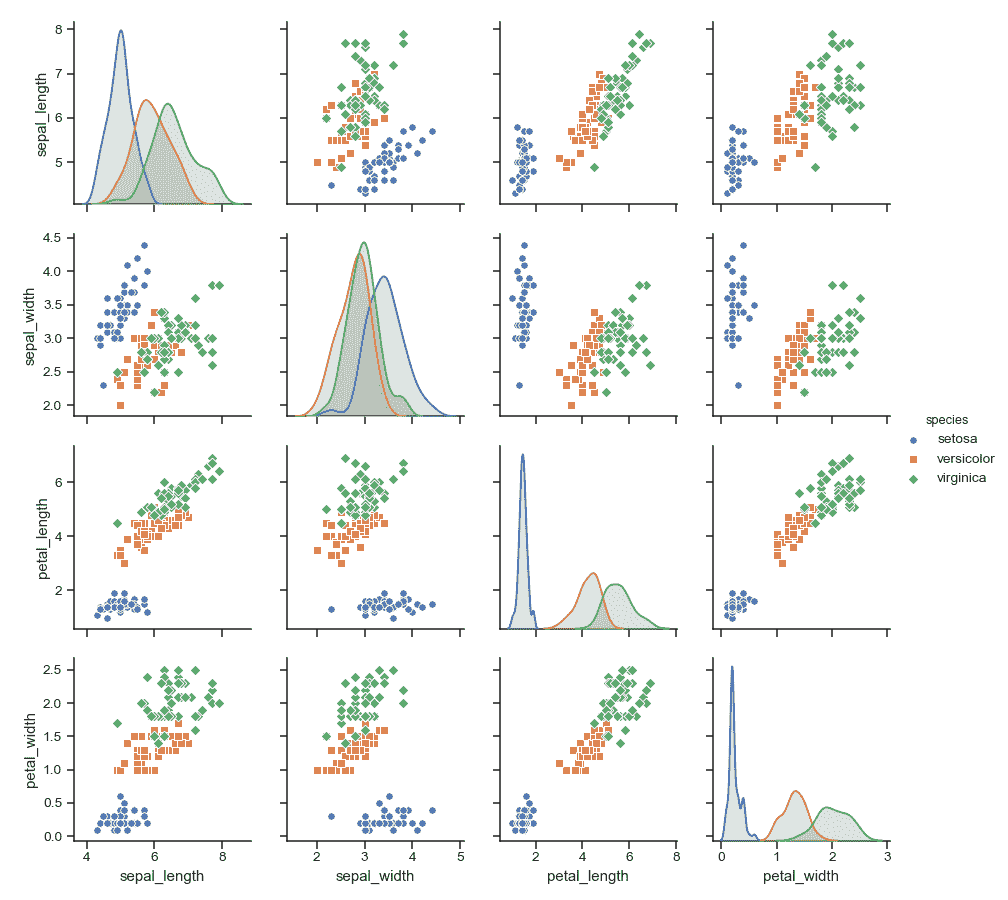 8
7
6
5
sepal_length
4.5
4.0
3.5
3.0
2.5
2.0
sepal_width
6
4
2
petal_length
species
setosa
versicolor
virginica
2.5
2.0
1.5
1.0
0.5
0.0
petal_width
4 6 8
2 3 4 5
2 4 6 8
0 1 2 3
sepal_length
sepal_width
petal_length
petal_width